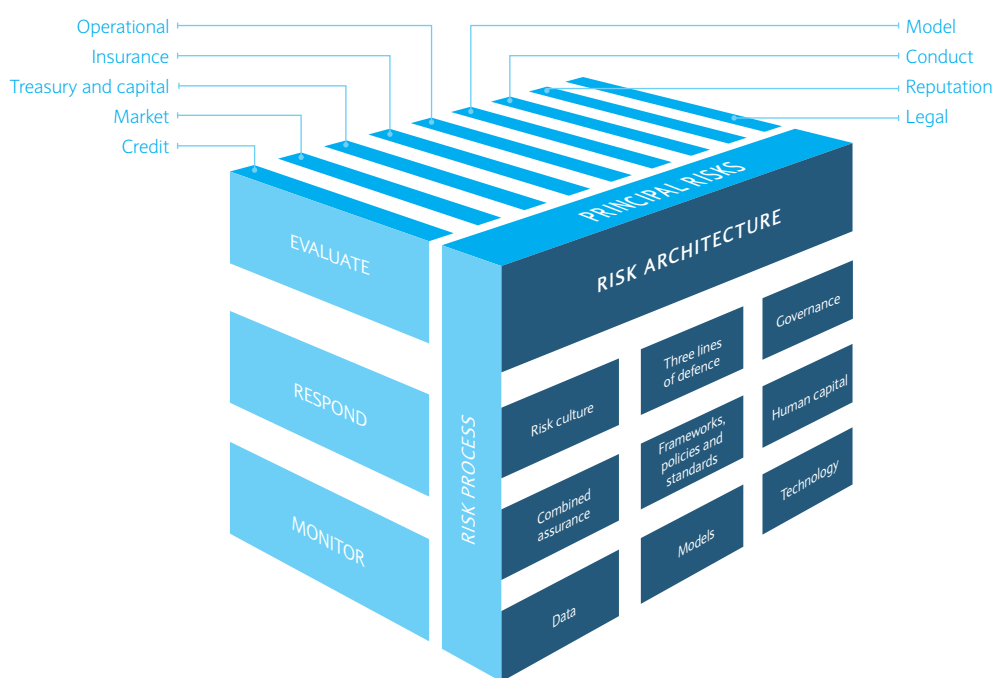 Operational
Insurance
Treasury and capital
Market
Credit
Model
Conduct
Reputation
Legal
PRINCIPAL RISKS
EVALUATE
RESPOND
MONITOR
RISK PROCESS
RISK ARCHITECTURE
Risk culture
Three lines
of defence
Governance
Combined
assurance
Frameworks,
policies and
standards
Human capital
Data
Models
Technology